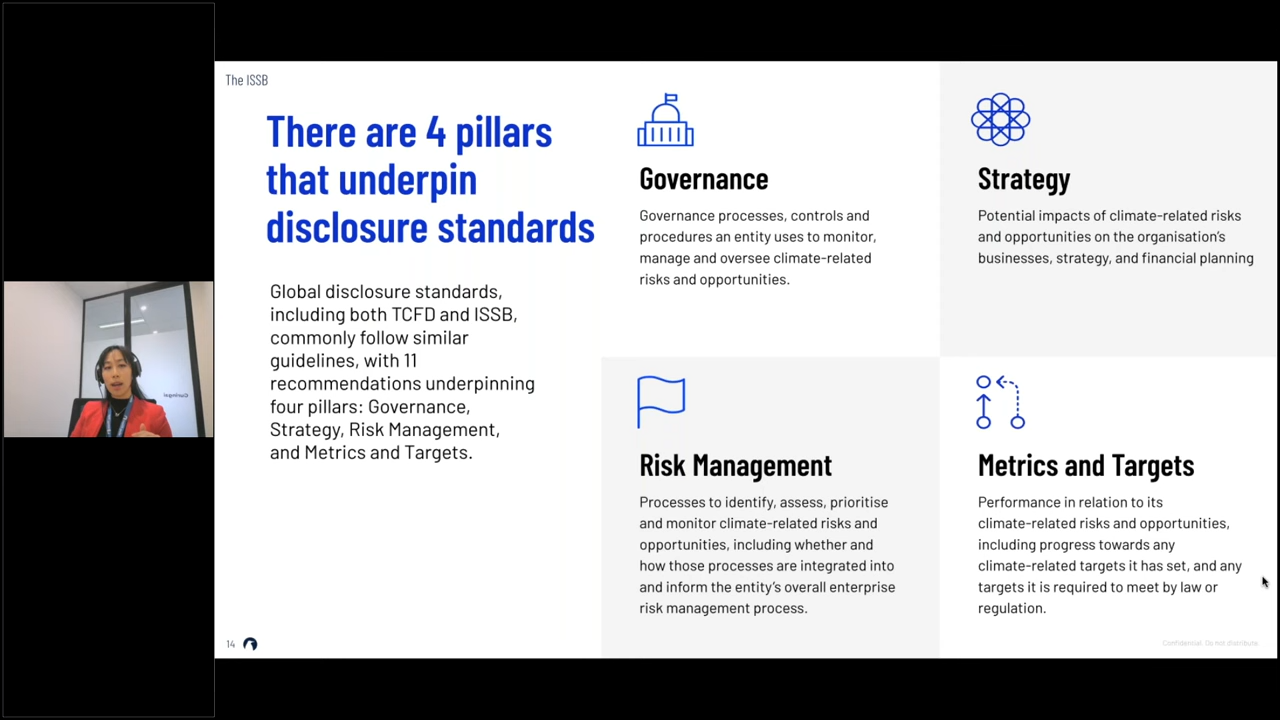 The ISSB
There are 4 pillars
that underpin
disclosure standards
Global disclosure standards,
including both TCFD and ISSB,
commonly follow similar
guidelines, with 11
recommendations underpinning
four pillars: Governance,
Strategy, Risk Management,
and Metrics and Targets.
Governance
Governance processes, controls and
procedures an entity uses to monitor,
manage and oversee climate-related
risks and opportunities.
Strategy
Potential impacts of climate-related risks
and opportunities on the organisation's
businesses, strategy, and financial planning
Risk Management
Processes to identify, assess, prioritise
and monitor climate-related risks and
opportunities, including whether and
how those processes are integrated into
and inform the entity's overall enterprise
risk management process.
Metrics and Targets
Performance in relation to its
climate-related risks and opportunities,
including progress towards any
climate-related targets it has set, and any
targets it is required to meet by law or
regulation.
14
Confidential. Do not distribute.